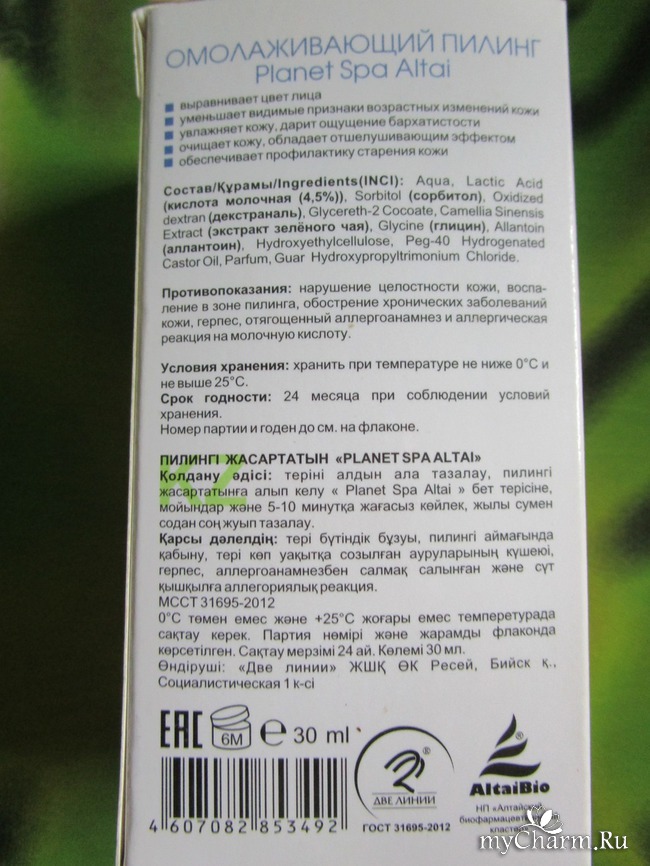 ОМОЛАЖИВАЮЩИЙ ПИЛИНГ
Planet Spa Altai
выравнивает цвет лица
уменьшает видимые признаки возрастных изменений кожи
увлажняет кожу, дарит ощущение бархатистости
очищает кожу, обладает отшелушивающим эффектом
обеспечивает профилактику старения кожи
Состав/Құрамы/Ingredients(INCI): Aqua, Lactic Acid
(кислота молочная (4,5%)), Sorbitol (сорбитол), Oxidized
dextran (декстраналь), Glycereth-2 Cocoate, Camellia Sinensis
Extract (экстракт зелёного чая), Glycine (глицин), Allantoin
(аллантоин), Hydroxyethylcellulose, Peg-40 Hydrogenated
Castor Oil, Parfum, Guar Hydroxypropyltrimonium Chloride.
Противопоказания: нарушение целостности кожи, воспа-
ление в зоне пилинга, обострение хронических заболеваний
кожи, герпес, отягощенный аллергоанамнез и аллергическая
реакция на молочную кислоту.
Условия хранения: хранить при температуре не ниже 0°С и
не выше 25°С.
Срок годности: 24 месяца при соблюдении условий
хранения.
Номер партии и годен до см. на флаконе.
KZ
ПИЛИНГІ ЖАСАРТАТЫН «PLANET SPA ALTAI»
Қолдану әдісі: теріні алдын ала тазалау, пилингі
жасартатынға алып келу « Planet Spa Altai » бет терісіне,
мойындар және 5-10 минутқа жағасыз көйлек, жылы сумен
содан соң жуып тазалау.
Қарсы дәлелдің: тері бүтіндік бұзуы, пилингі аймағында
қабыну, тері көп уақытка созылған ауруларының күшеюі,
герпес, аллергоанамнезбен салмақ салынған және сүт
қышқылға аллегориялық реакция.
МССТ 31695-2012
0°С төмен емес және +25°С жоғары емес темперетурада
сақтау керек. Партия нөмірі және жарамды флаконда
көрсетілген. Сақтау мерзімі 24 ай. Көлемі 30 мл.
Өндіруші: «Две линии» ЖШҚ ӨК Ресей, Бийск қ.,
Социалистическая 1 к-сі
EAC 6M e 30 ml
®
ДВЕ ЛИНИИ
ГОСТ 31695-2012
®
AltaiBio
НП «Алтайский
биофармацевтический
кластер»
4 607082 853492
myCharm.Ru